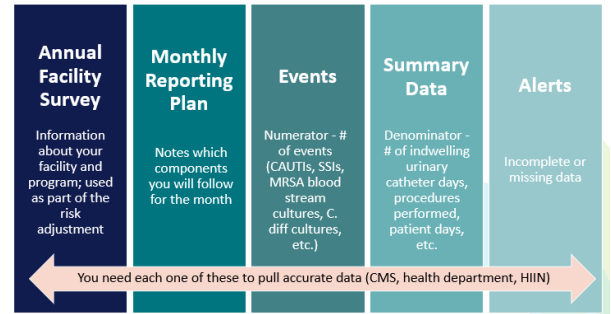 Annual
Facility
Survey
Information
about your
facility and
program; used
as part of the
risk
adjustment
Monthly
Reporting
Plan
Notes which
components
you will follow
for the month
Events
Numerator - #
of events
(CAUTIs, SSIs,
MRSA blood
stream
cultures, C.
diff cultures,
etc.)
Summary
Data
Denominator -
# of indwelling
urinary
catheter days,
procedures
performed,
patient days,
etc.
Alerts
Incomplete or
missing data
You need each one of these to pull accurate data (CMS, health department, HIIN)